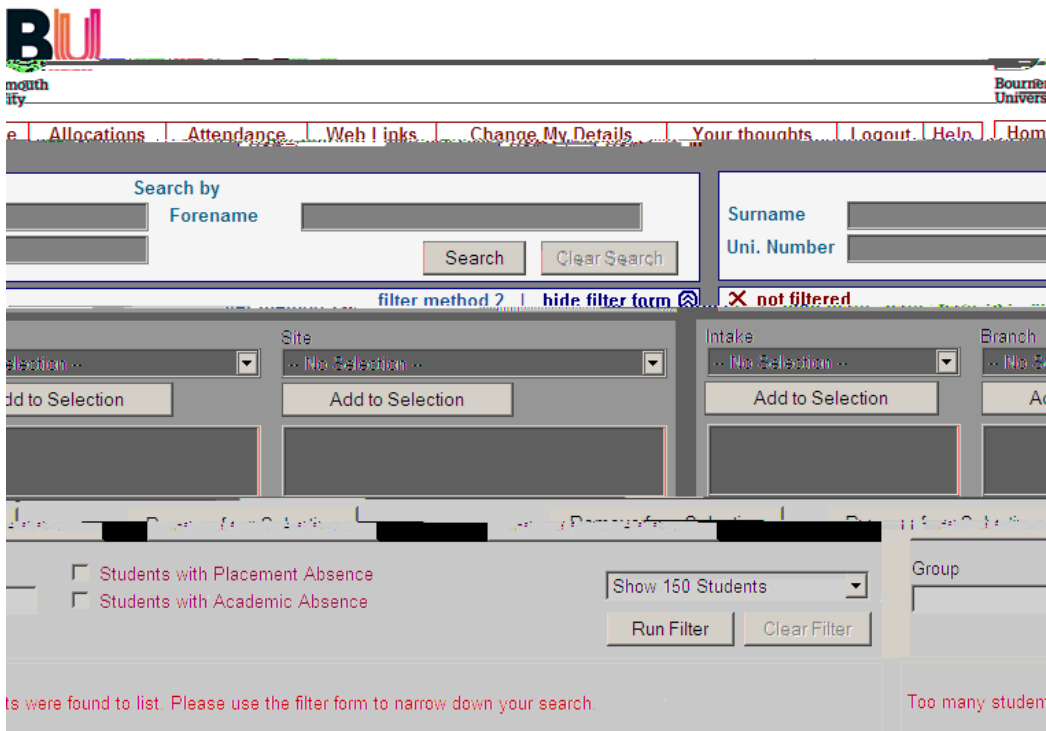 BU
mouth
ity
Bourne
Univers
e Allocations Attendance Web Links Change My Details Your thoughts Logout Help Hom
Search by
Forename
Surname
Search Clear Search
Uni. Number
filter method 2 | hide filter form
not filtered
Site
Intake
Branch
election --
-- No Selection --
-- No Selection --
-- No S
dd to Selection
Add to Selection
Add to Selection
A
Students with Placement Absence
Students with Academic Absence
Show 150 Students
Group
Run Filter Clear Filter
ts were found to list. Please use the filter form to narrow down your search.
Too many studen